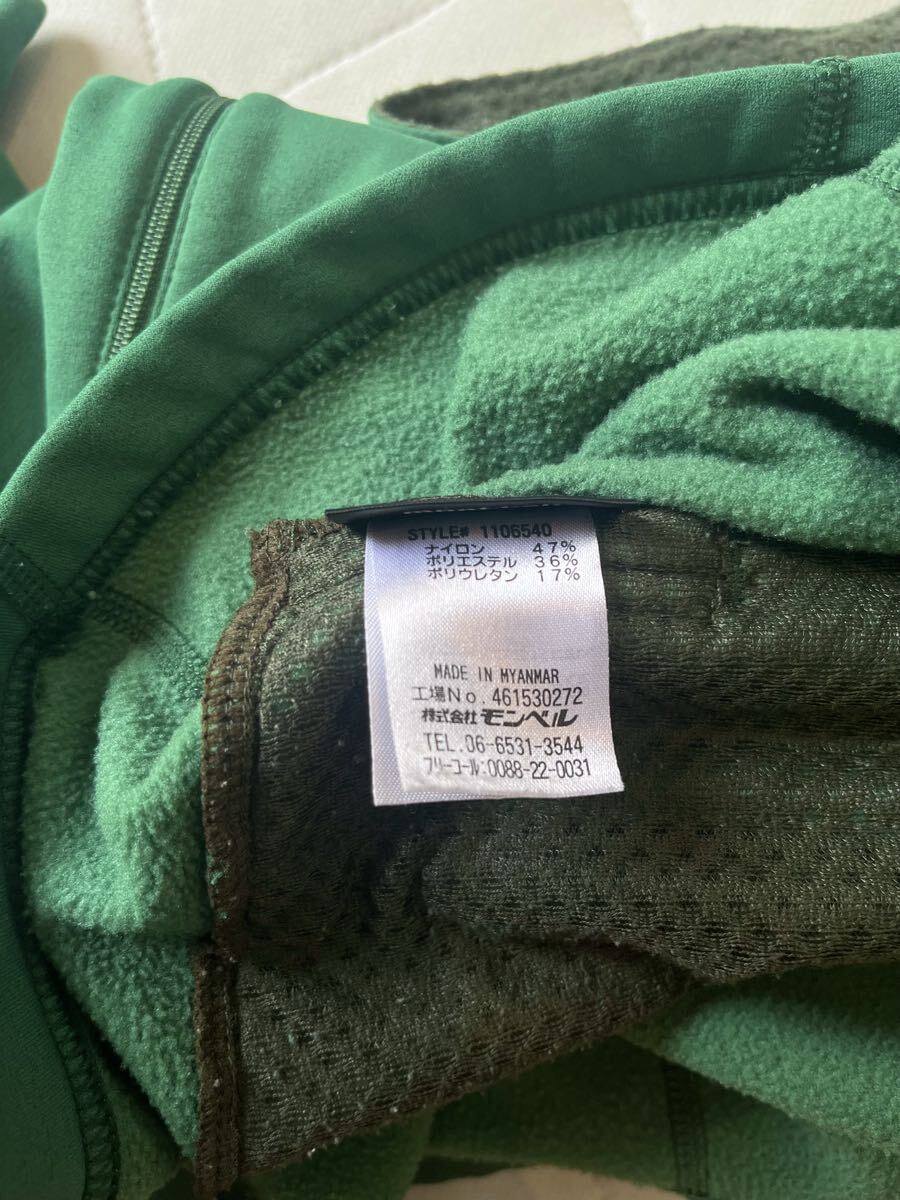 STYLE# 1106540
ナイロン 47%
ポリエステル 36%
ポリウレタン 17%
MADE IN MYANMAR
工場No.461530272
株式会社モンベル
TEL.06-6531-3544
フリーコール:0088-22-0031